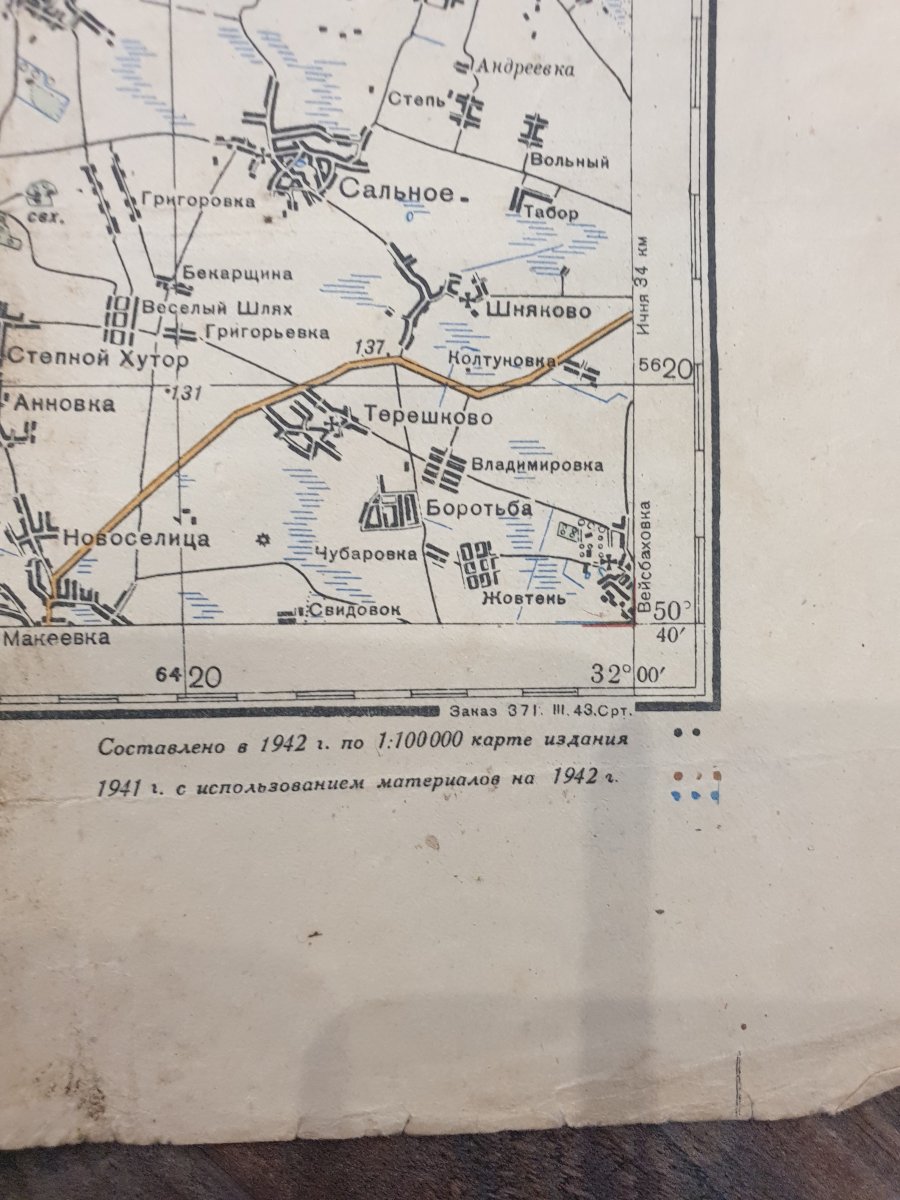 Андреевка
Степь
Вольный
Григоровка
Сальное
Табор
свх.
Ичня 34 км
Бекарщина
Веселый Шлях
Шняково
Григорьевка
137
Степной Хутор
Колтуновка
5620
131
Анновка
Терешково
Владимировка
Боротьба
Новоселица
Чубаровка
Вейсбаховка
Жовтень
Свидовок
50°
40′
Макеевка
6420
32°00′
Заказ 371. III.43.Срт.
Составлено в 1942 г. по 1:100000 карте издания
1941 г. с использованием материалов на 1942 г.